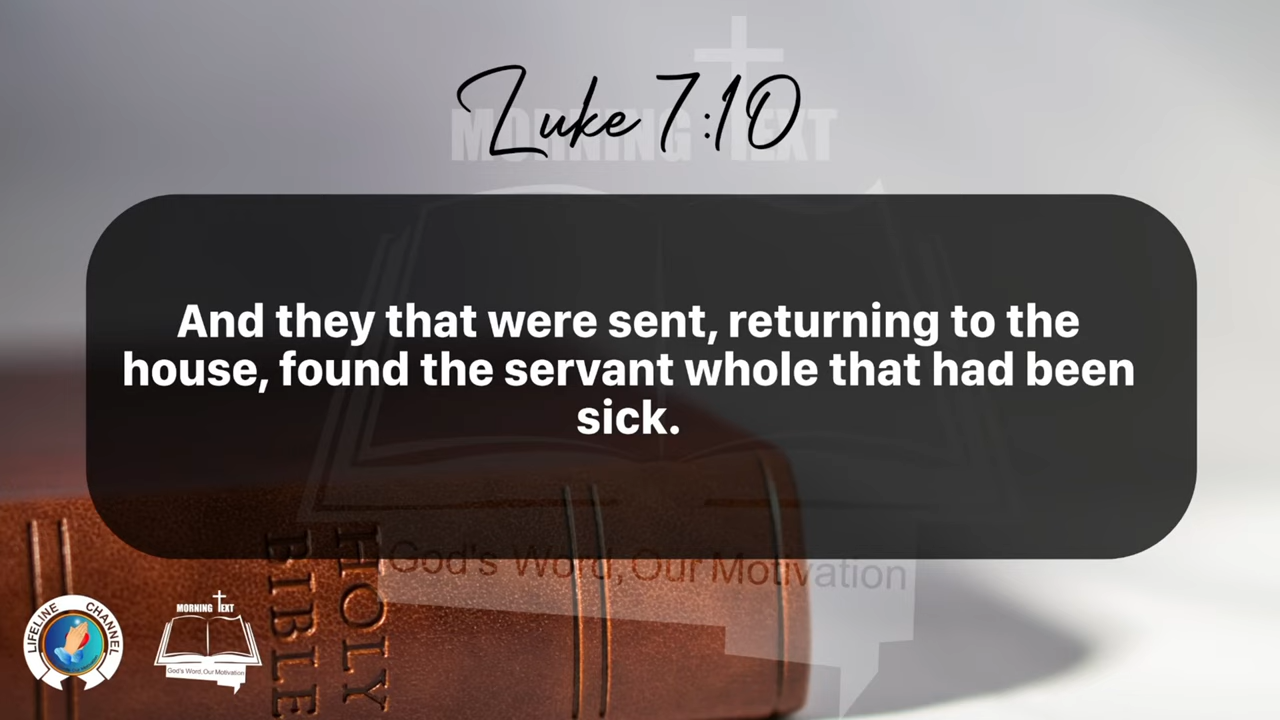 Luke 7:10
MORNING TEXT
And they that were sent, returning to the
house, found the servant whole that had been
sick.
God's Word, Our Motivation
HOLY
BIBLE
LIFELINE CHANNEL
MORNING TEXT
God's Word, Our Motivation